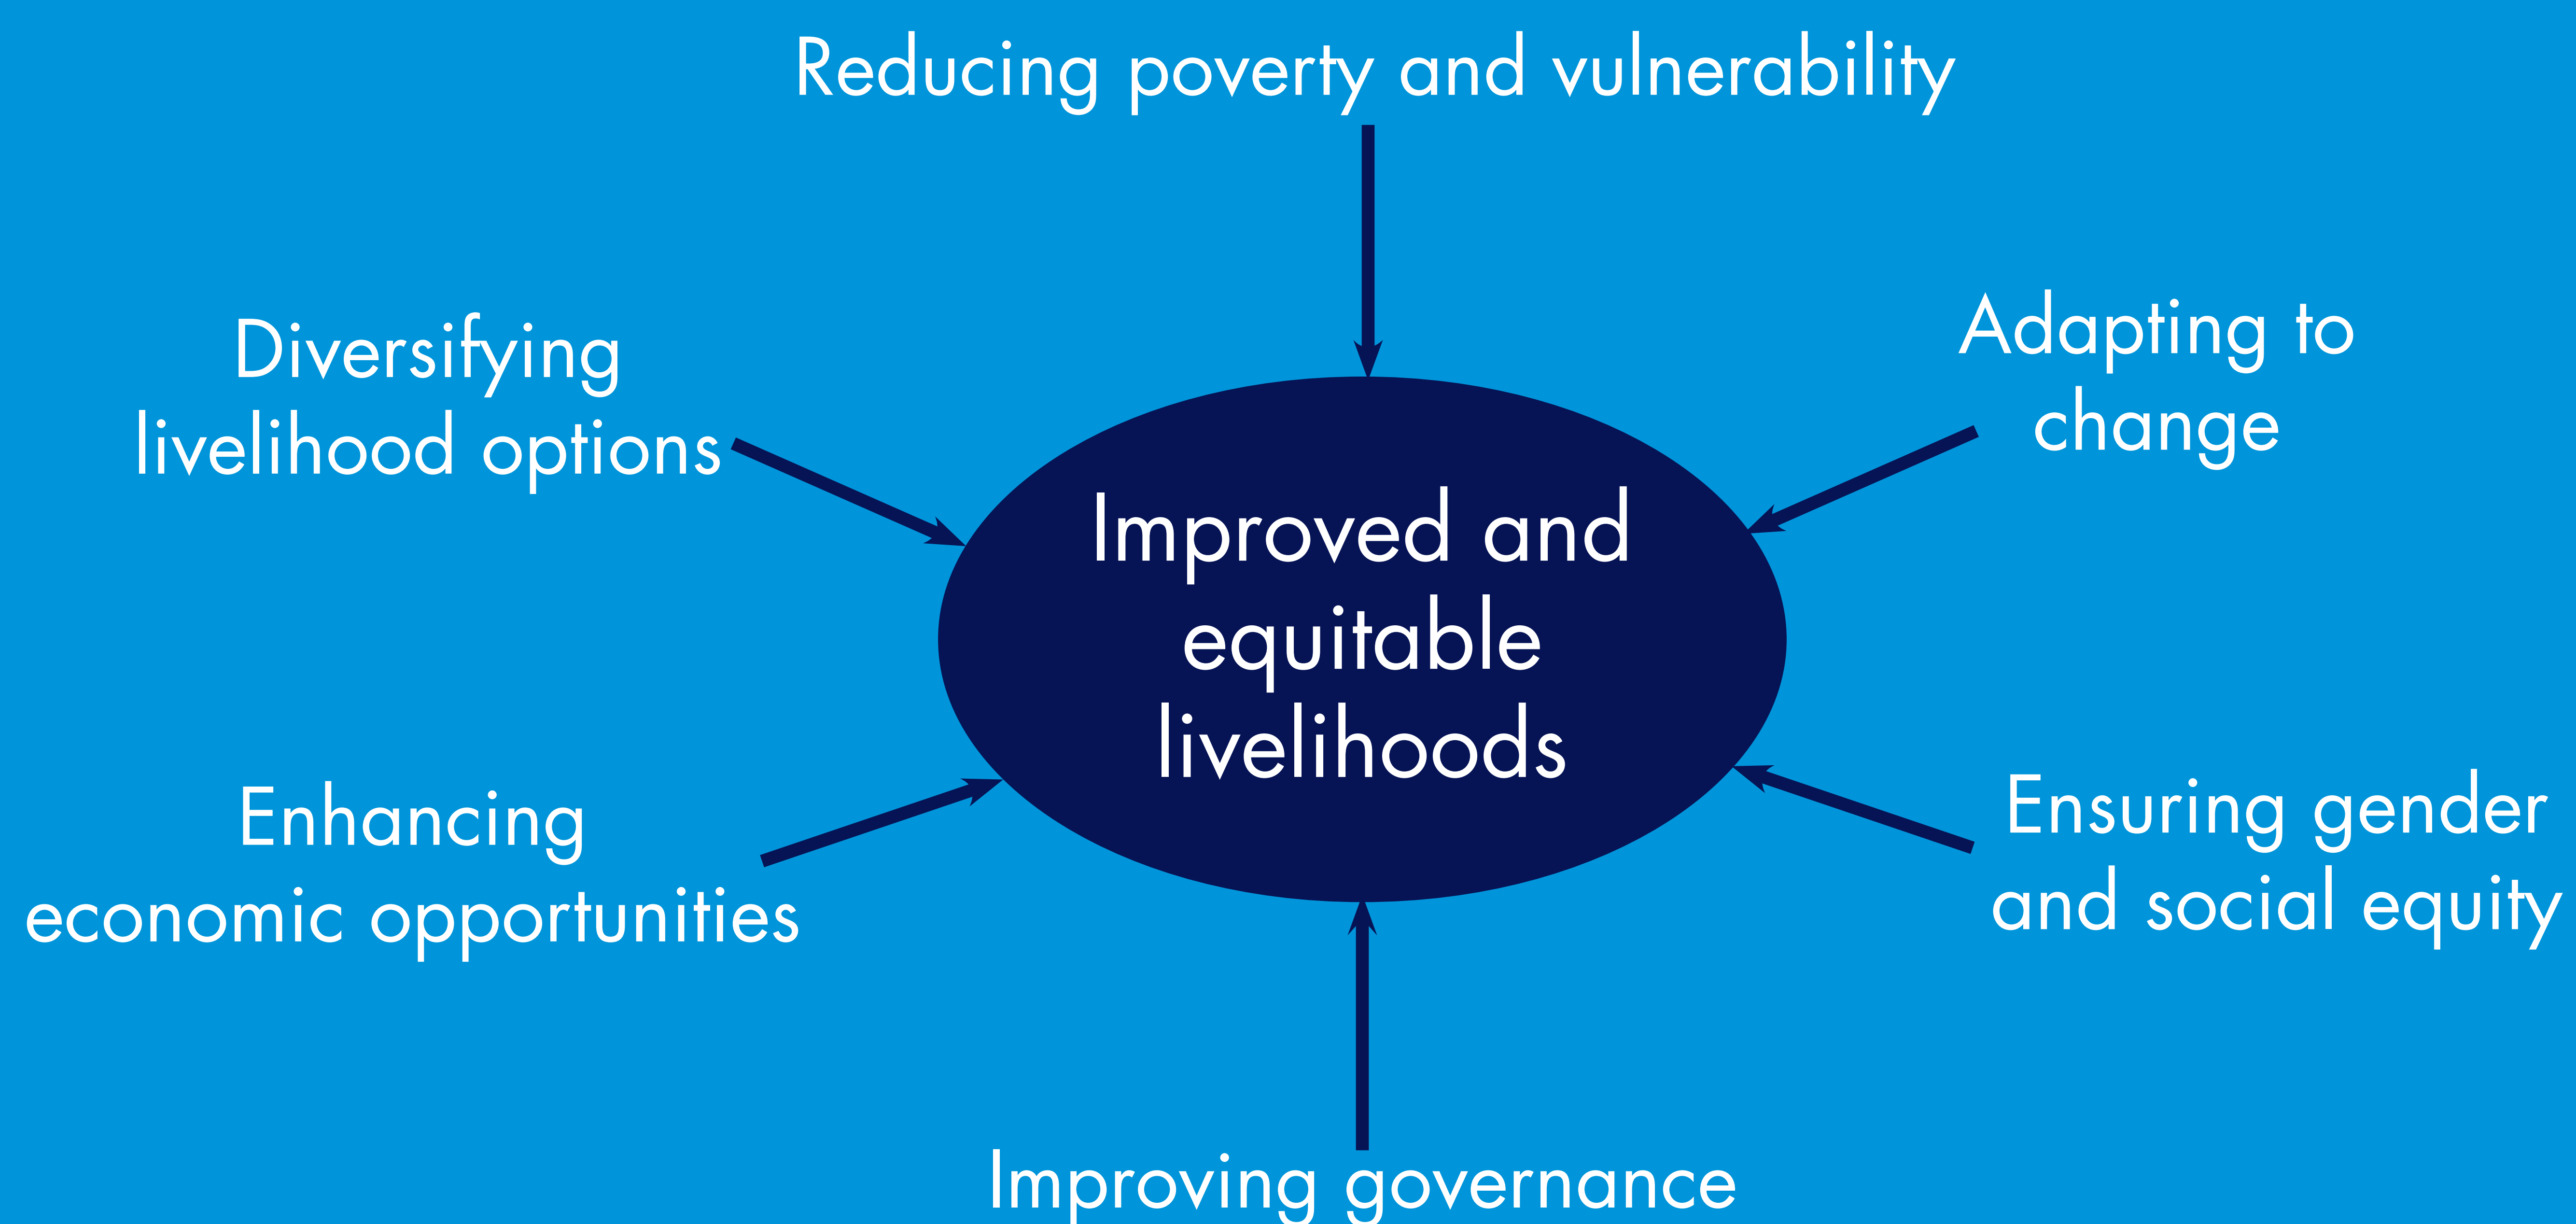 Reducing poverty and vulnerability
Diversifying
livelihood options
Adapting to
change
Improved and
equitable
livelihoods
Enhancing
economic opportunities
Ensuring gender
and social equity
Improving governance